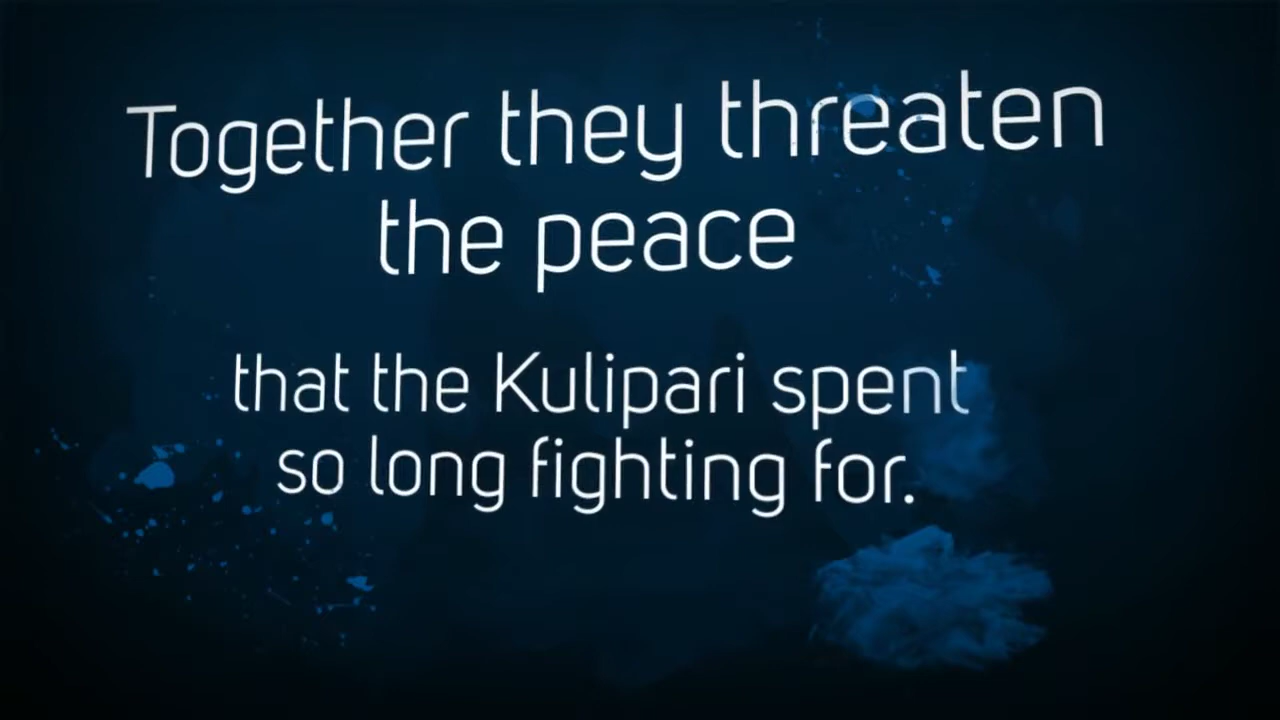 Together they threaten
the peace
that the Kulipari spent
so long fighting for.